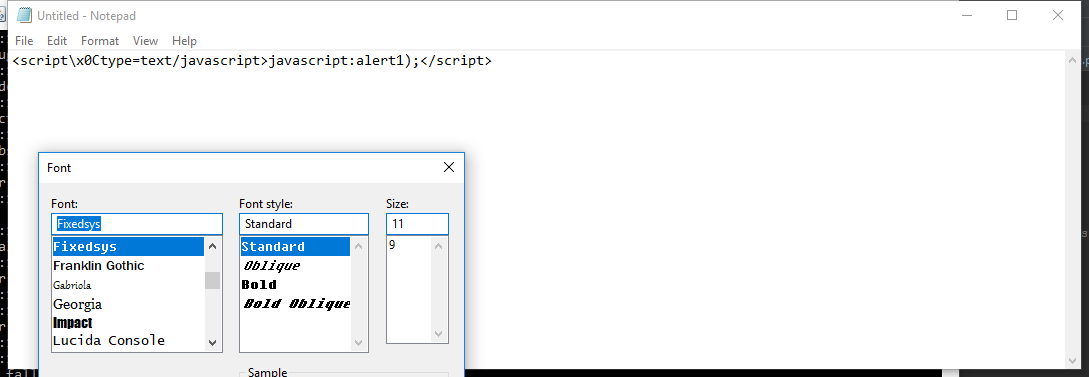 Untitled - Notepad
File Edit Format View Help
<script\x0Ctype=text/javascript>javascript:alert1);</script>
Font
Font: Font style: Size:
Fixedsys Standard 11
Fixedsys Standard 9
Franklin Gothic Oblique
Gabriola Bold
Georgia Bold Oblique
Impact
Lucida Console
Sample